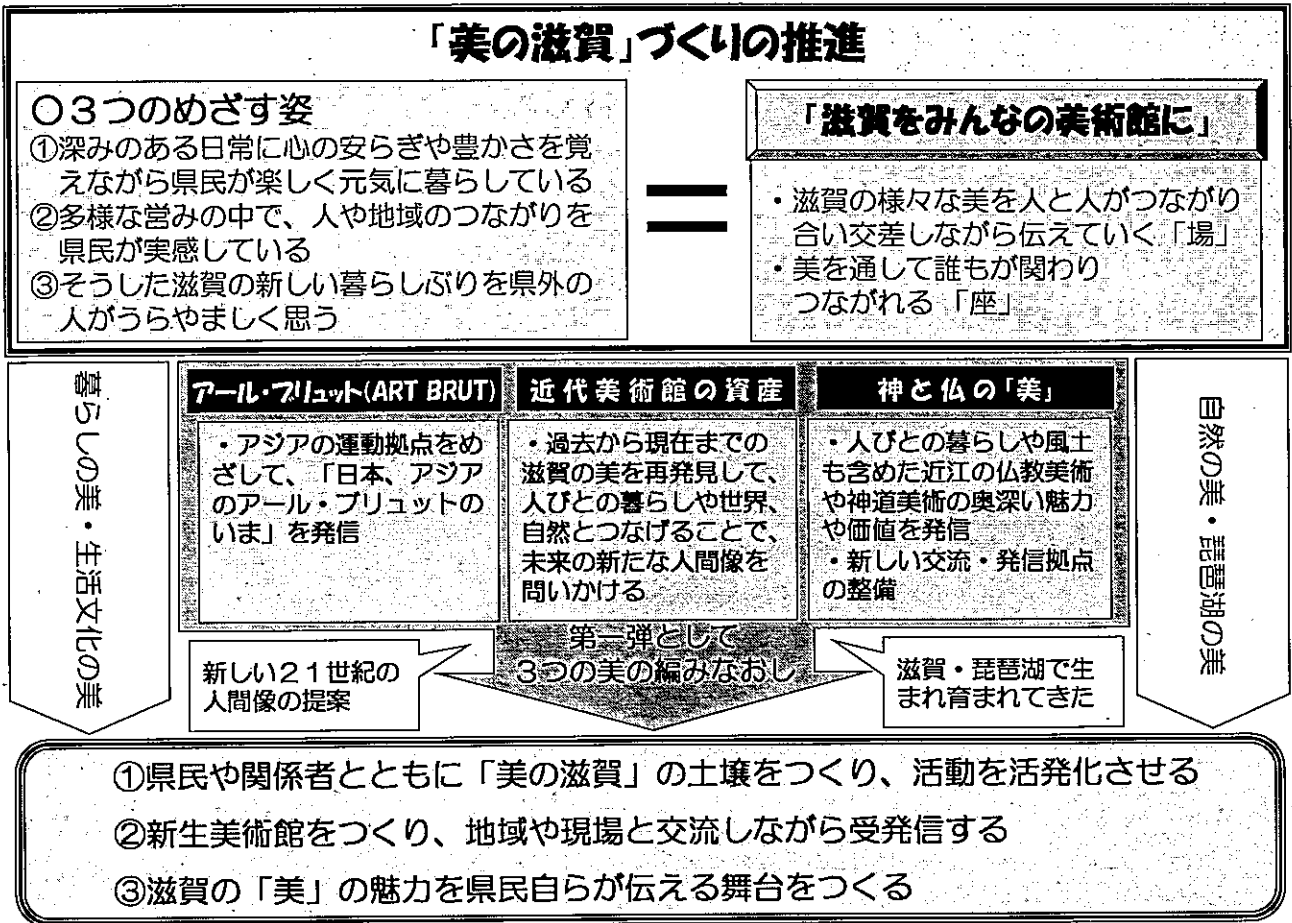 「美の滋賀」づくりの推進
〇３つのめざす姿
①深みのある日常に心の安らぎや豊かさを覚
えながら県民が楽しく元気に暮らしている
②多様な営みの中で、人や地域のつながりを
県民が実感している
③そうした滋賀の新しい暮らしぶりを県外の
人がうらやましく思う
＝
「滋賀をみんなの美術館に」
・滋賀の様々な美を人と人がつながり
合い交差しながら伝えていく「場」
・美を通して誰もが関わり
つながれる「座」
暮らしの美・生活文化の美
アール・ブリュット(ART BRUT)
・アジアの運動拠点をめ
ざして、「日本、アジア
のアール・ブリュットの
いま」を発信
近代美術館の資産
・過去から現在までの
滋賀の美を再発見して、
人びとの暮らしや世界、
自然とつなげることで、
未来の新たな人間像を
問いかける
神と仏の「美」
・人びとの暮らしや風土
も含めた近江の仏教美術
や神道美術の奥深い魅力
や価値を発信
・新しい交流・発信拠点
の整備
自然の美・琵琶湖の美
第一弾として
３つの美の編みなおし
新しい２１世紀の
人間像の提案
滋賀・琵琶湖で生
まれ育まれてきた
①県民や関係者とともに「美の滋賀」の土壌をつくり、活動を活発化させる
②新生美術館をつくり、地域や現場と交流しながら受発信する
③滋賀の「美」の魅力を県民自らが伝える舞台をつくる